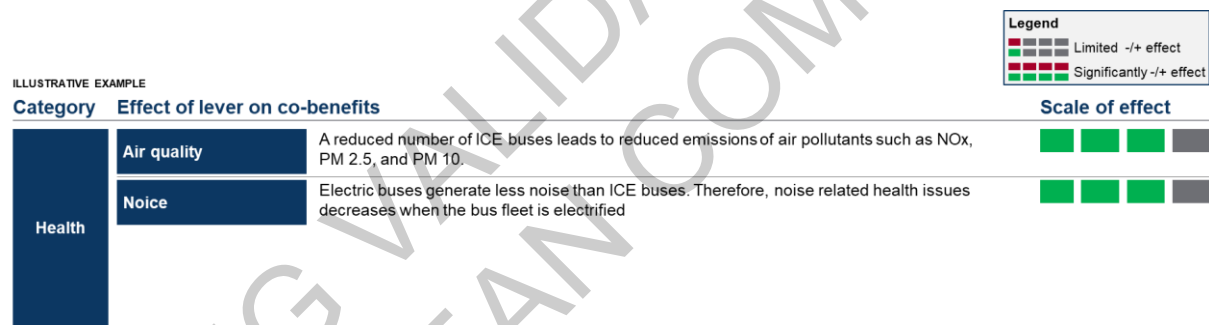 Legend
Limited -/+ effect
Significantly -/+ effect
ILLUSTRATIVE EXAMPLE
Category Effect of lever on co-benefits Scale of effect
Air quality
A reduced number of ICE buses leads to reduced emissions of air pollutants such as NOx,
PM 2.5, and PM 10.
Noice
Electric buses generate less noise than ICE buses. Therefore, noise related health issues
decreases when the bus fleet is electrified
Health